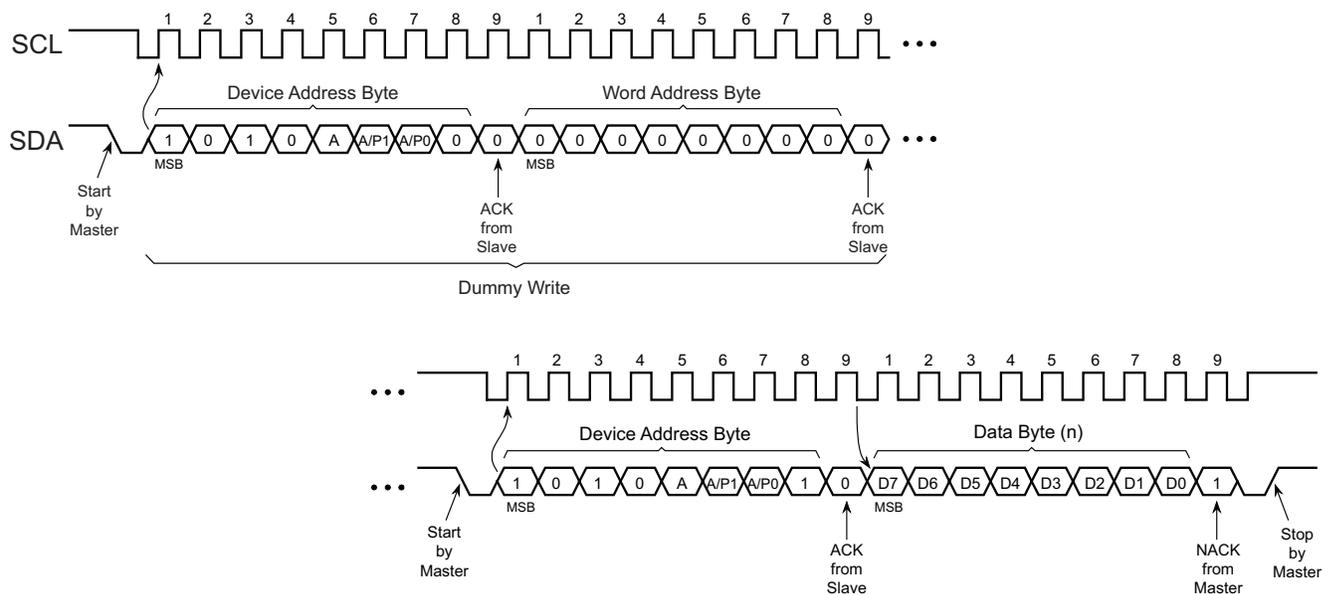 1 2 3 4 5 6 7 8 9 1 2 3 4 5 6 7 8 9
SCL
Device Address Byte Word Address Byte
SDA 1 0 1 0 A A/P1 A/P0 0 0 0 0 0 0 0 0 0 0 0
MSB MSB
Start
by
Master
ACK
from
Slave
ACK
from
Slave
Dummy Write
1 2 3 4 5 6 7 8 9 1 2 3 4 5 6 7 8 9
Device Address Byte Data Byte (n)
1 0 1 0 A A/P1 A/P0 1 0 D7 D6 D5 D4 D3 D2 D1 D0 1
MSB MSB
Start
by
Master
ACK
from
Slave
NACK
from
Master
Stop
by
Master